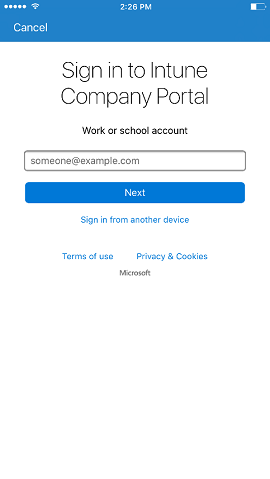 2:26 PM
Cancel
Sign in to Intune
Company Portal
Work or school account
someone@example.com
Next
Sign in from another device
Terms of use Privacy & Cookies
Microsoft